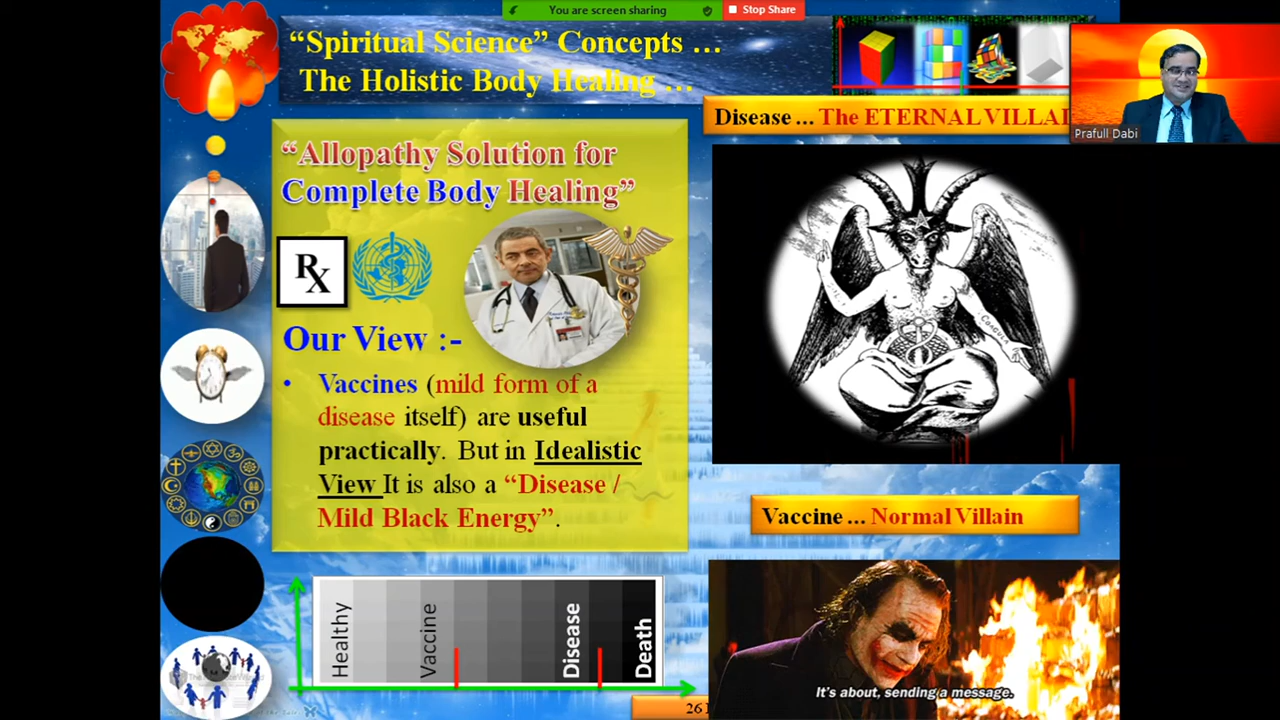 You are screen sharing
Stop Share
“Spiritual Science” Concepts …
The Holistic Body Healing …
Disease ... The ETERNAL VILLAI
Prafull Dabi
“Allopathy Solution for
Complete Body Healing”
Rx
Our View :-
• Vaccines (mild form of a
disease itself) are useful
practically. But in Idealistic
View It is also a “Disease /
Mild Black Energy”.
COAGULA
Vaccine ... Normal Villain
Healthy
Vaccine
Disease
Death
It's about, sending a message.
26